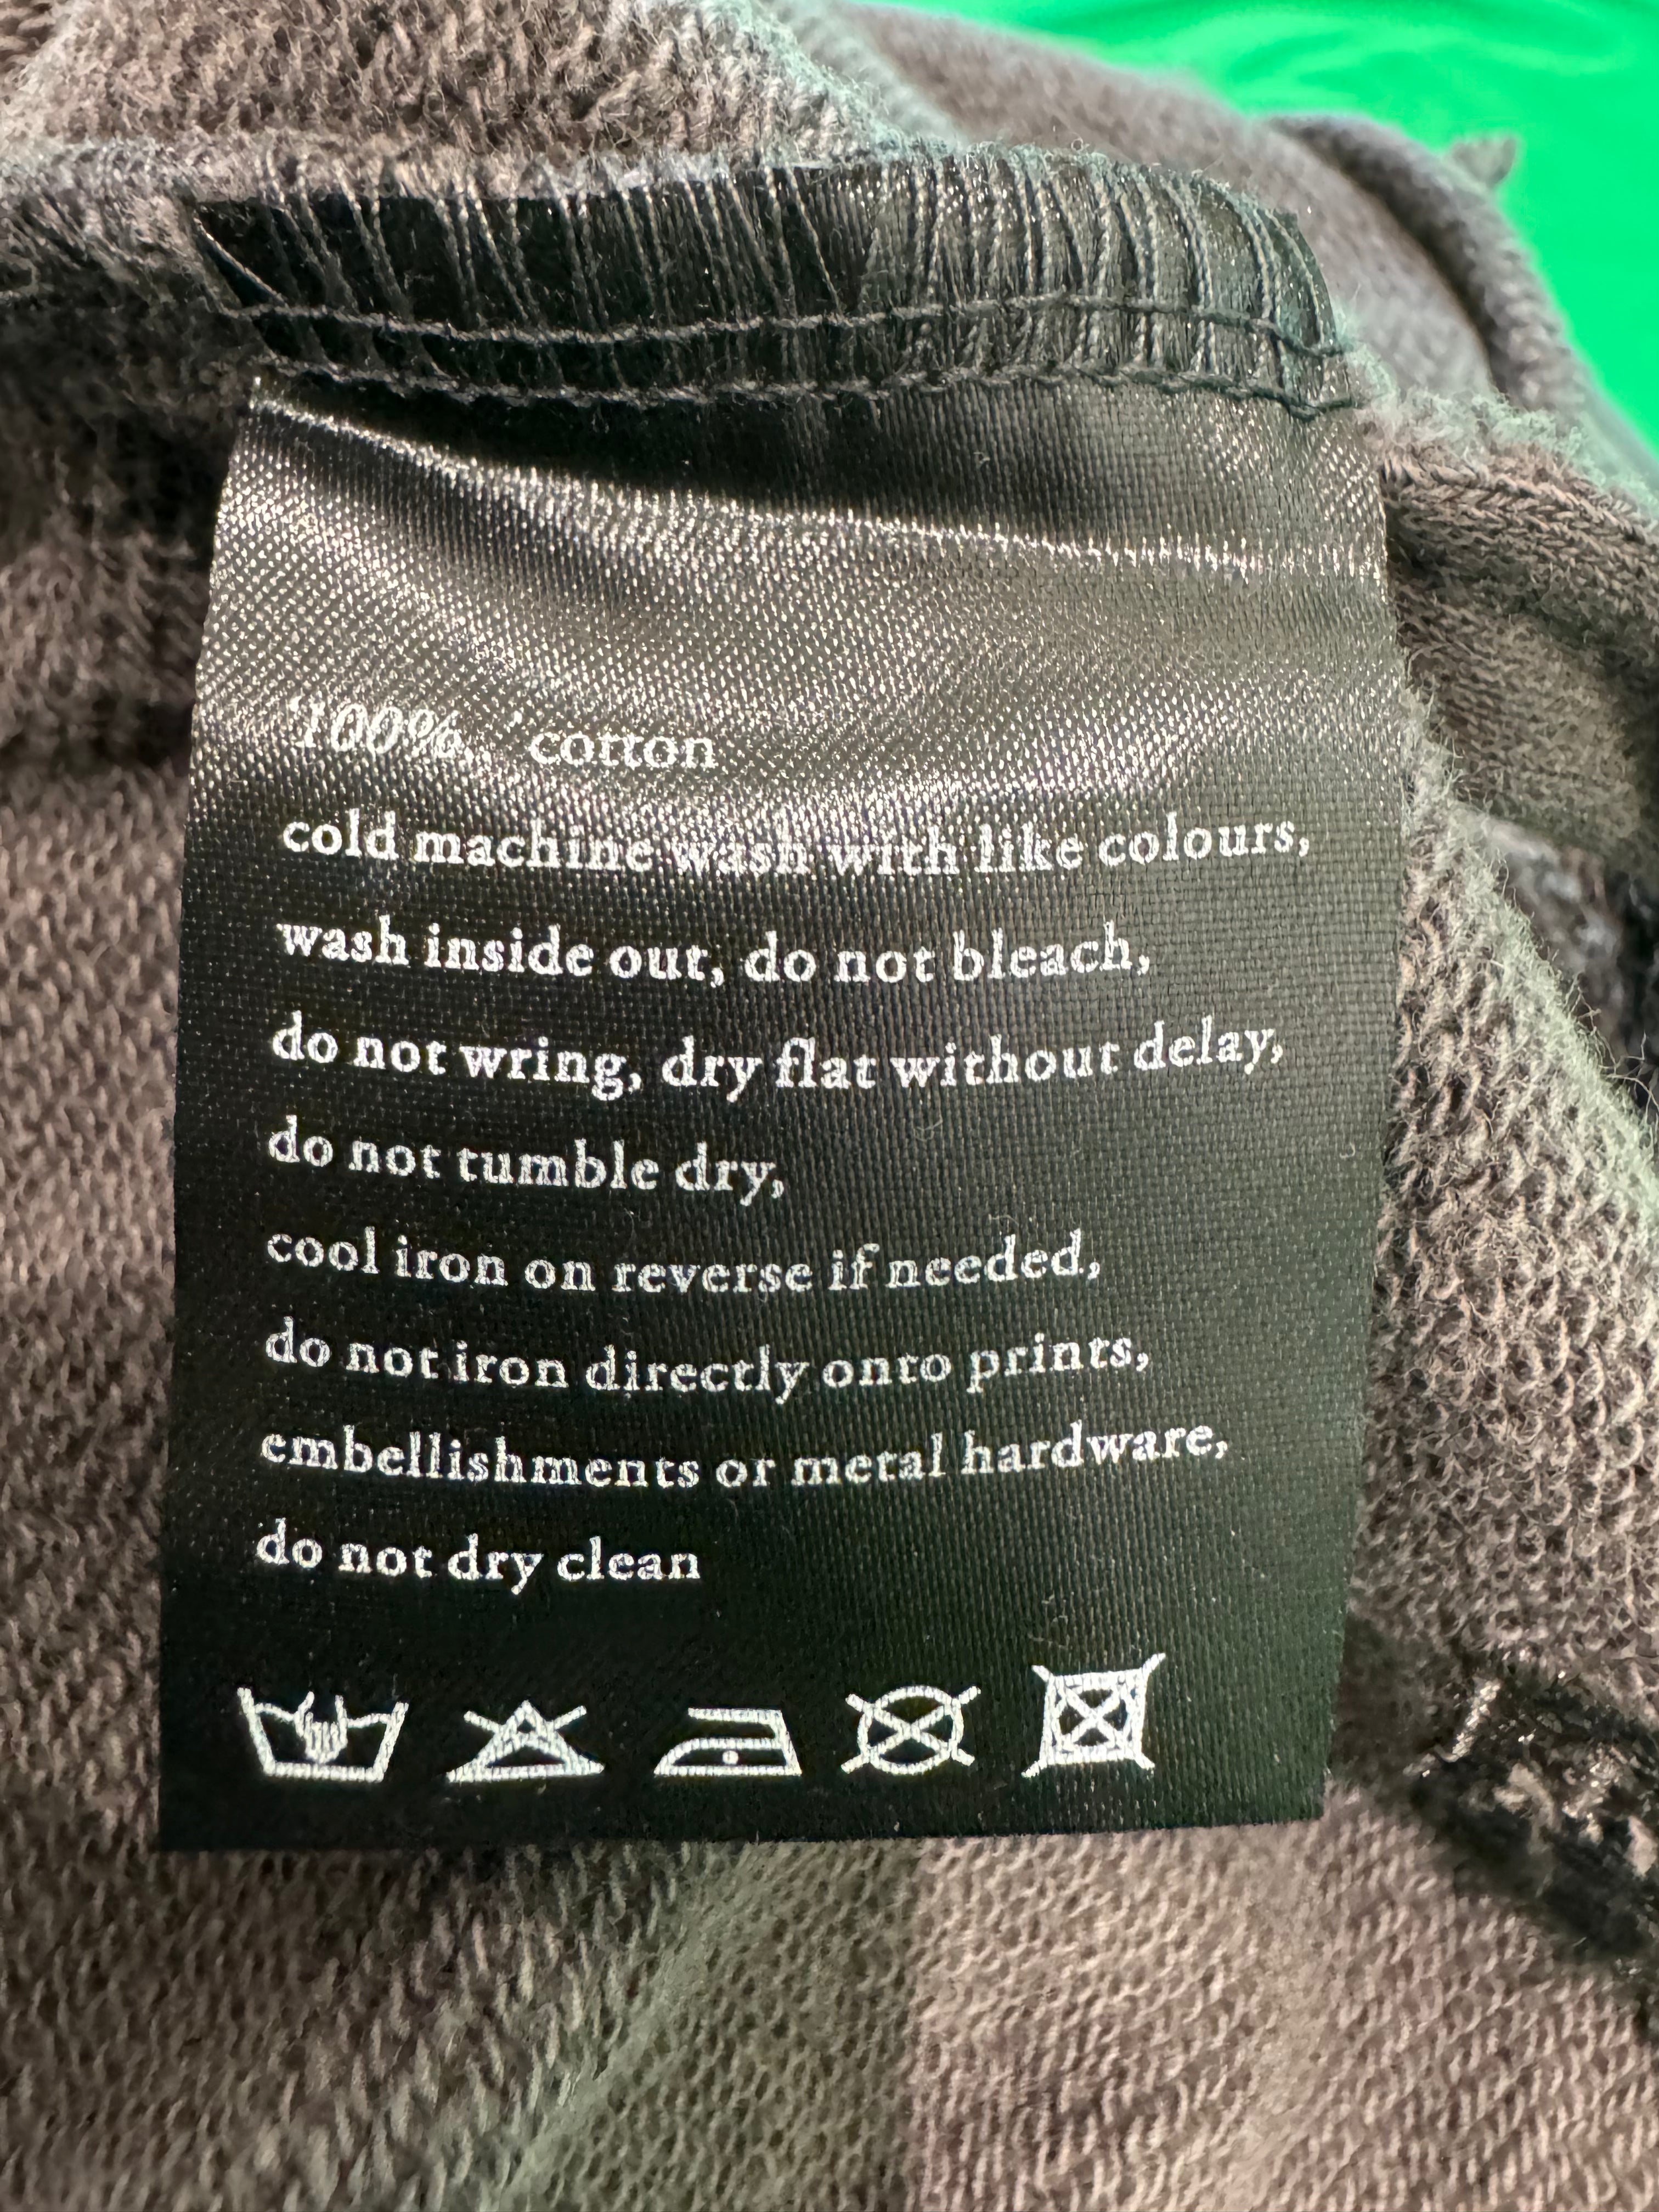 100% cotton
cold machine wash with like colours,
wash inside out, do not bleach,
do not wring, dry flat without delay,
do not tumble dry,
cool iron on reverse if needed,
do not iron directly onto prints,
embellishments or metal hardware,
do not dry clean